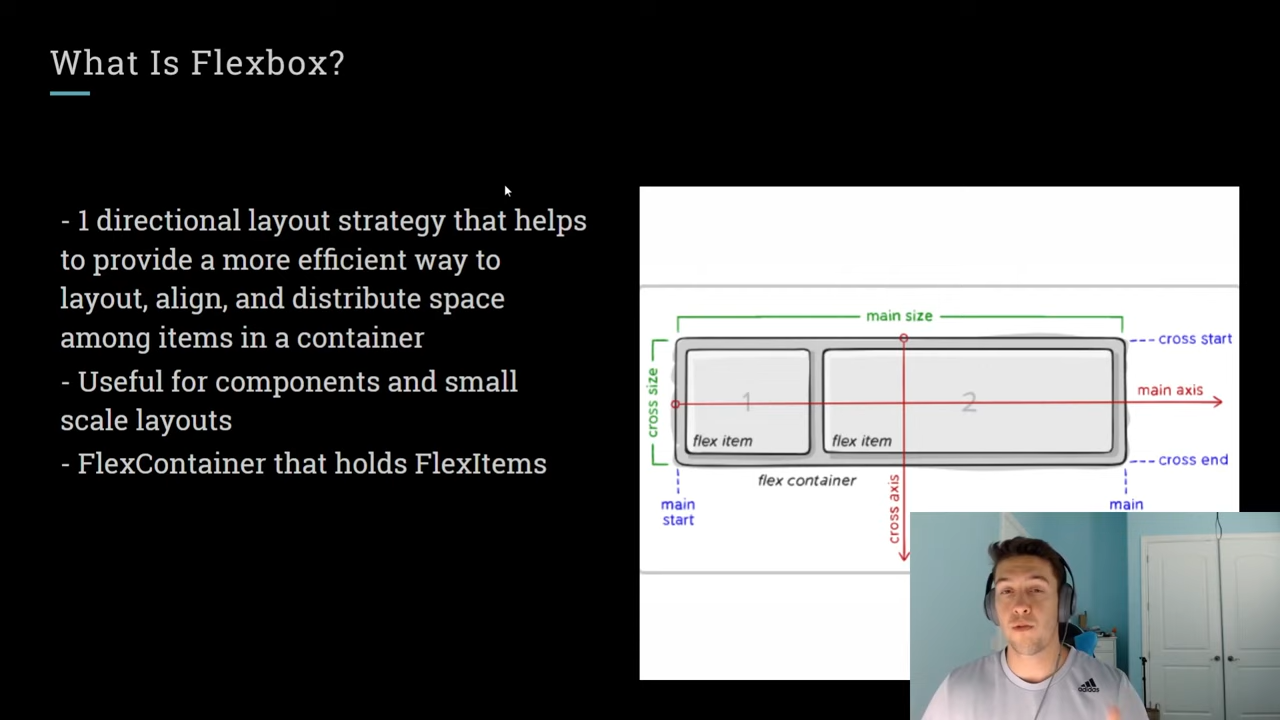 What Is Flexbox?
- 1 directional layout strategy that helps
to provide a more efficient way to
layout, align, and distribute space
among items in a container
- Useful for components and small
scale layouts
- FlexContainer that holds FlexItems
main size
cross start
cross size
1
2
main axis
flex item
flex item
cross end
flex container
cross axis
main
start
main
adidas